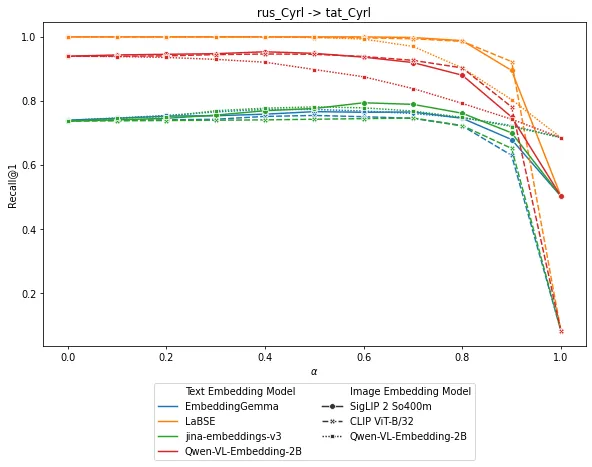 rus_Cyrl -> tat_Cyrl
1.0
0.8
0.6
0.4
0.2
Recall@1
0.0 0.2 0.4 0.6 0.8 1.0
α
Text Embedding Model
EmbeddingGemma
LaBSE
jina-embeddings-v3
Qwen-VL-Embedding-2B
Image Embedding Model
SigLIP 2 So400m
CLIP ViT-B/32
Qwen-VL-Embedding-2B